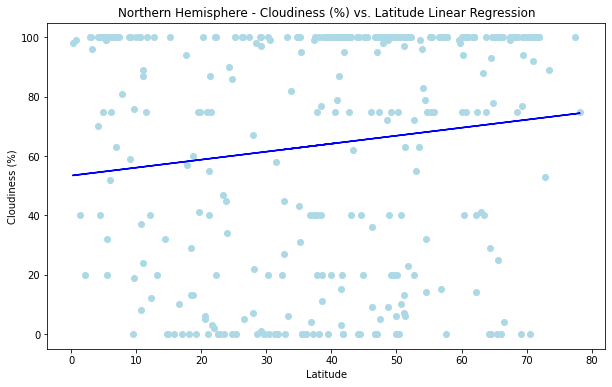 Northern Hemisphere - Cloudiness (%) vs. Latitude Linear Regression
100
80
60
40
20
0
Cloudiness (%)
0 10 20 30 40 50 60 70 80
Latitude